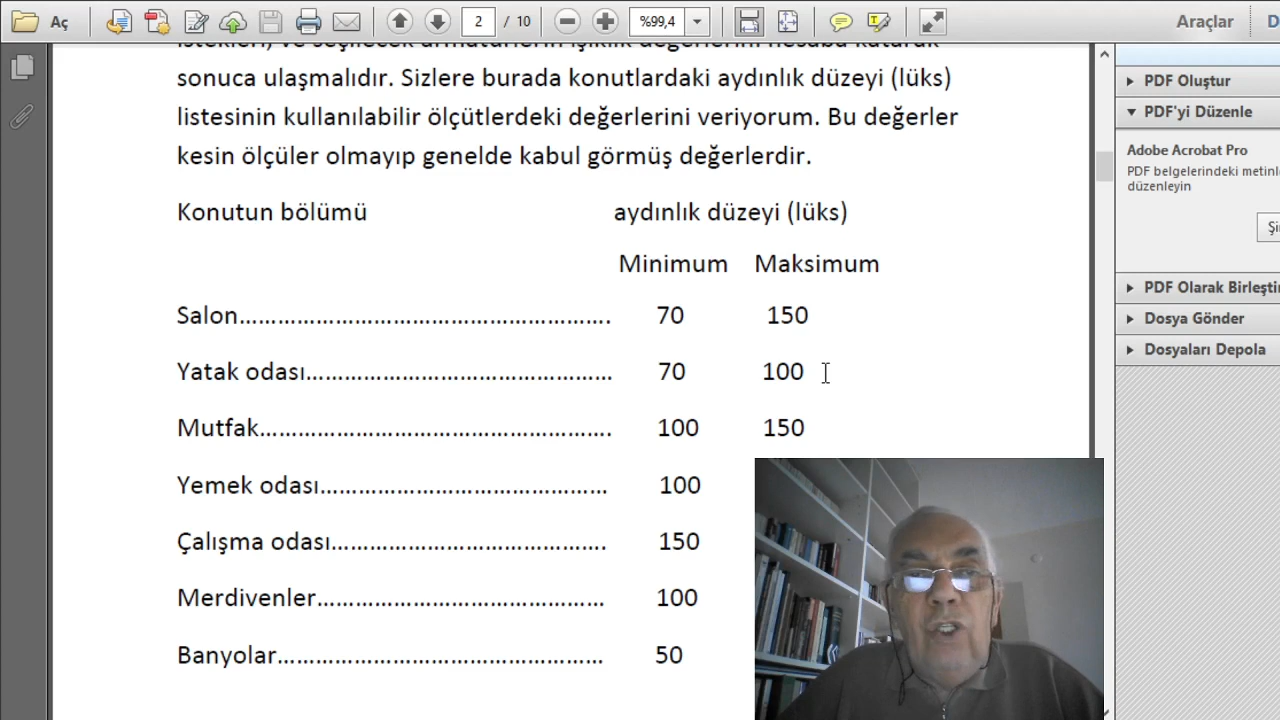 Aç
2 / 10
%99,4
Araçlar
sonuca ulaşmalıdır. Sizlere burada konutlardaki aydınlık düzeyi (lüks)
listesinin kullanılabilir ölçütlerdeki değerlerini veriyorum. Bu değerler
kesin ölçüler olmayıp genelde kabul görmüş değerlerdir.
Konutun bölümü aydınlık düzeyi (lüks)
Minimum Maksimum
Salon………………………………………………. 70 150
Yatak odası……………………………………… 70 100
Mutfak……………………………………………. 100 150
Yemek odası…………………………………… 100
Çalışma odası…………………………………. 150
Merdivenler…………………………………… 100
Banyolar………………………………………… 50
PDF Oluştur
PDF'yi Düzenle
Adobe Acrobat Pro
PDF belgelerindeki metinl
düzenleyin
Şi
PDF Olarak Birleştir
Dosya Gönder
Dosyaları Depola